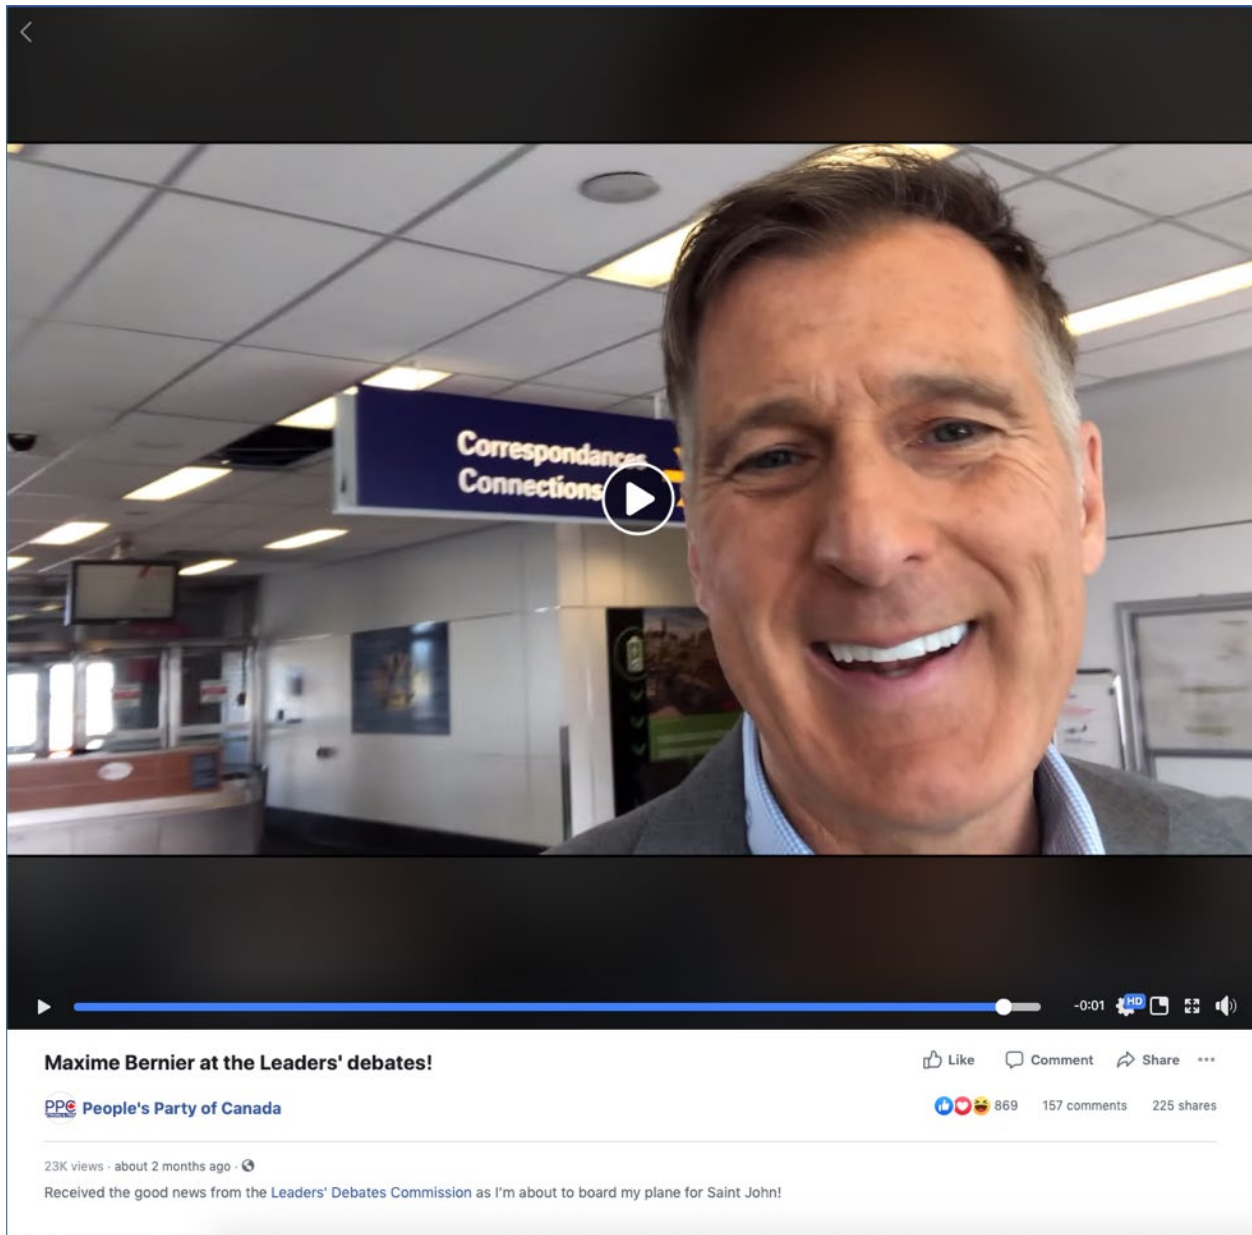 Correspondances
Connections
-0:01
HD
Maxime Bernier at the Leaders' debates!
Like
Comment
Share
PPC
People's Party of Canada
869
157 comments
225 shares
23K views · about 2 months ago ·
Received the good news from the Leaders' Debates Commission as I'm about to board my plane for Saint John!